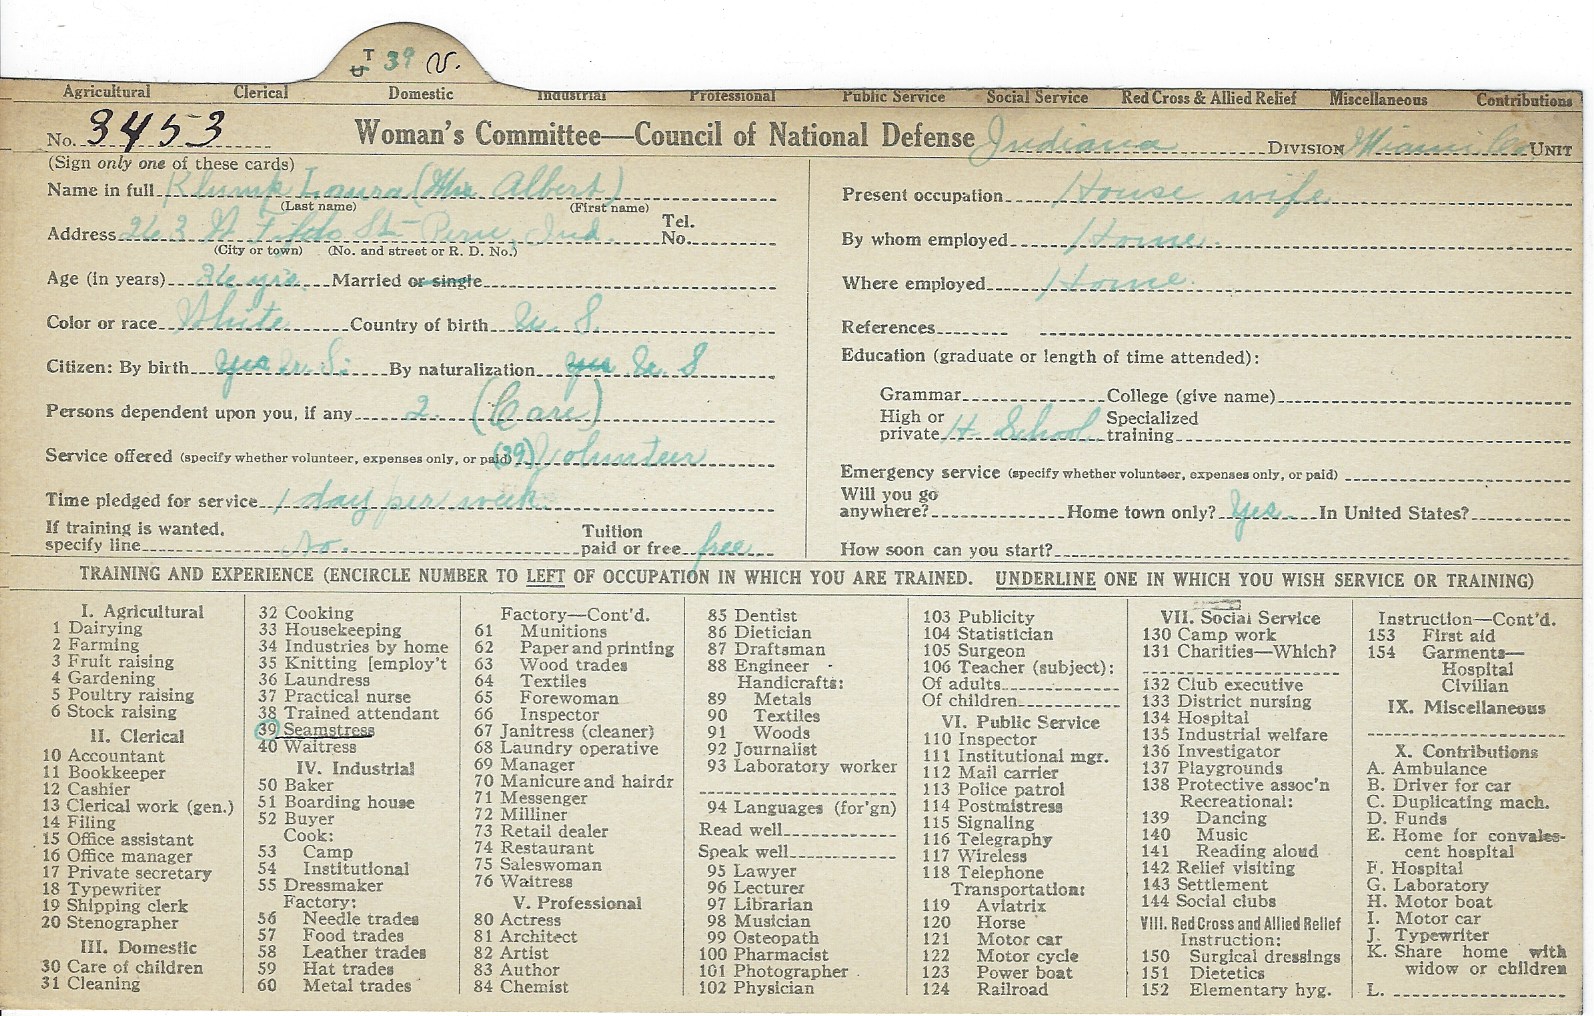 T
U 39 V.
Agricultural Clerical Domestic Industrial Professional Public Service Social Service Red Cross & Allied Relief Miscellaneous Contributions
No. 3453 Woman's Committee—Council of National Defense Indiana DIVISION Miami Co UNIT
(Sign only one of these cards)
Name in full Klump Laura (Mrs Albert)
(Last name) (First name)
Address 263 W St Peru, Ind. Tel. No.
(City or town) (No. and street or R. D. No.)
Age (in years) 36 yrs. Married or single
Color or race White Country of birth U. S.
Citizen: By birth yes U. S. By naturalization yes U. S
Persons dependent upon you, if any 2. (Care)
Service offered (specify whether volunteer, expenses only, or paid) (39) Volunteer
Time pledged for service 1 day per week
If training is wanted, specify line No. Tuition paid or free free
Present occupation House wife
By whom employed Home.
Where employed Home.
References
Education (graduate or length of time attended):
Grammar College (give name)
High or private H. School Specialized training
Emergency service (specify whether volunteer, expenses only, or paid)
Will you go anywhere? Home town only? Yes In United States?
How soon can you start?
TRAINING AND EXPERIENCE (ENCIRCLE NUMBER TO LEFT OF OCCUPATION IN WHICH YOU ARE TRAINED. UNDERLINE ONE IN WHICH YOU WISH SERVICE OR TRAINING)
I. Agricultural
1 Dairying
2 Farming
3 Fruit raising
4 Gardening
5 Poultry raising
6 Stock raising
II. Clerical
10 Accountant
11 Bookkeeper
12 Cashier
13 Clerical work (gen.)
14 Filing
15 Office assistant
16 Office manager
17 Private secretary
18 Typewriter
19 Shipping clerk
20 Stenographer
III. Domestic
30 Care of children
31 Cleaning
32 Cooking
33 Housekeeping
34 Industries by home
35 Knitting [employ't
36 Laundress
37 Practical nurse
38 Trained attendant
39 Seamstress
40 Waitress
IV. Industrial
50 Baker
51 Boarding house
52 Buyer
Cook:
53 Camp
54 Institutional
55 Dressmaker
Factory:
56 Needle trades
57 Food trades
58 Leather trades
59 Hat trades
60 Metal trades
Factory—Cont'd.
61 Munitions
62 Paper and printing
63 Wood trades
64 Textiles
65 Forewoman
66 Inspector
67 Janitress (cleaner)
68 Laundry operative
69 Manager
70 Manicure and hairdr
71 Messenger
72 Milliner
73 Retail dealer
74 Restaurant
75 Saleswoman
76 Waitress
V. Professional
80 Actress
81 Architect
82 Artist
83 Author
84 Chemist
85 Dentist
86 Dietician
87 Draftsman
88 Engineer
Handicrafts:
89 Metals
90 Textiles
91 Woods
92 Journalist
93 Laboratory worker
94 Languages (for'gn)
Read well
Speak well
95 Lawyer
96 Lecturer
97 Librarian
98 Musician
99 Osteopath
100 Pharmacist
101 Photographer
102 Physician
103 Publicity
104 Statistician
105 Surgeon
106 Teacher (subject):
Of adults
Of children
VI. Public Service
110 Inspector
111 Institutional mgr.
112 Mail carrier
113 Police patrol
114 Postmistress
115 Signaling
116 Telegraphy
117 Wireless
118 Telephone
Transportation:
119 Aviatrix
120 Horse
121 Motor car
122 Motor cycle
123 Power boat
124 Railroad
VII. Social Service
130 Camp work
131 Charities—Which?
132 Club executive
133 District nursing
134 Hospital
135 Industrial welfare
136 Investigator
137 Playgrounds
138 Protective assoc'n
Recreational:
139 Dancing
140 Music
141 Reading aloud
142 Relief visiting
143 Settlement
144 Social clubs
VIII. Red Cross and Allied Relief
Instruction:
150 Surgical dressings
151 Dietetics
152 Elementary hyg.
Instruction—Cont'd.
153 First aid
154 Garments—
Hospital
Civilian
IX. Miscellaneous
X. Contributions
A. Ambulance
B. Driver for car
C. Duplicating mach.
D. Funds
E. Home for convales-
cent hospital
F. Hospital
G. Laboratory
H. Motor boat
I. Motor car
J. Typewriter
K. Share home with
widow or children
L.